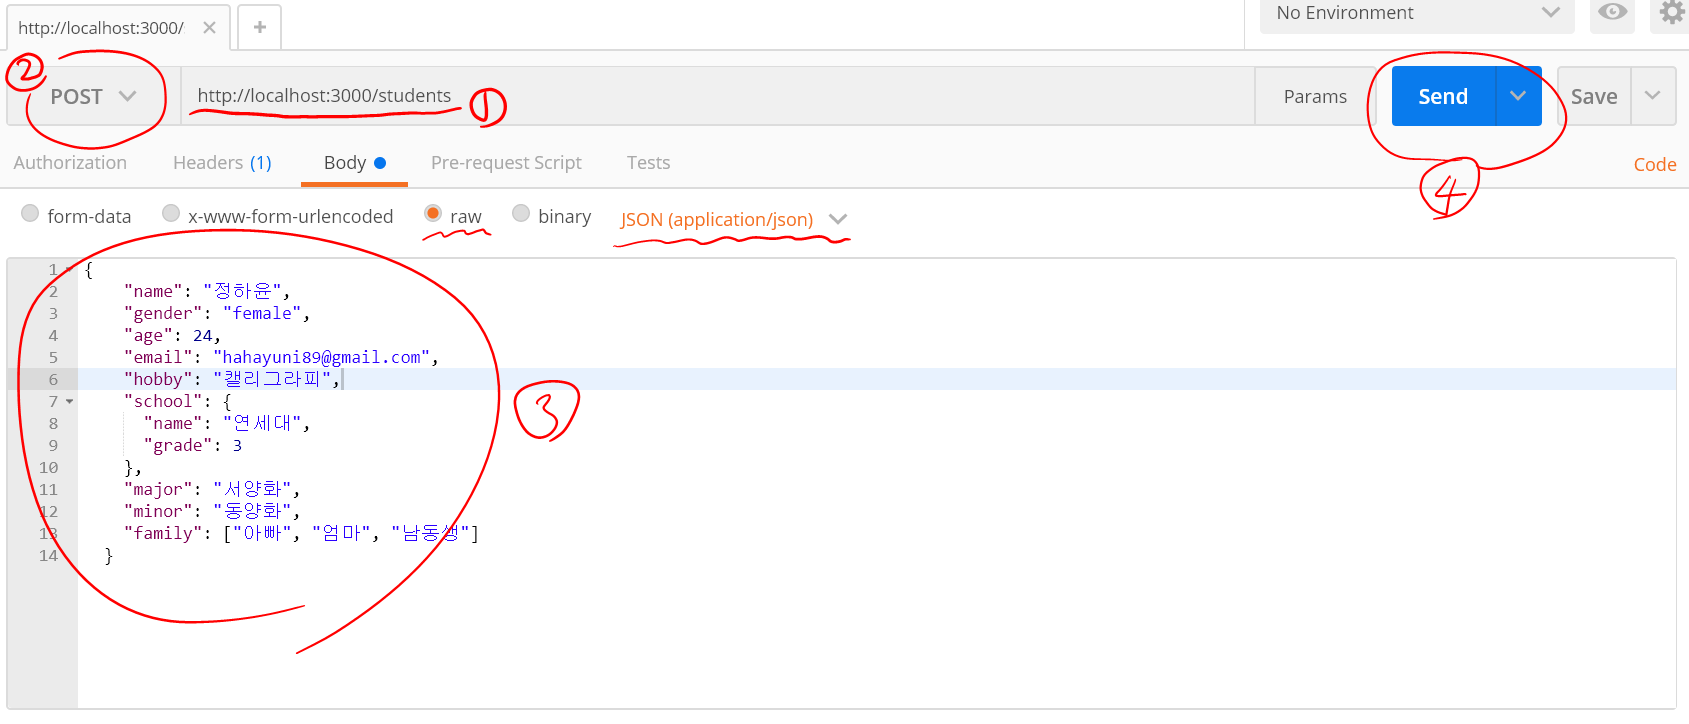 http://localhost:3000/
No Environment
② POST http://localhost:3000/students ① Params Send Save
Authorization Headers (1) Body Pre-request Script Tests Code
④
form-data x-www-form-urlencoded raw binary JSON (application/json)
1 {
2 "name": "정하윤",
3 "gender": "female",
4 "age": 24,
5 "email": "hahayuni89@gmail.com",
6 "hobby": "캘리그라피",
7 "school": {
8 "name": "연세대",
③
9 "grade": 3
10 },
11 "major": "서양화",
12 "minor": "동양화",
13 "family": ["아빠", "엄마", "남동생"]
14 }